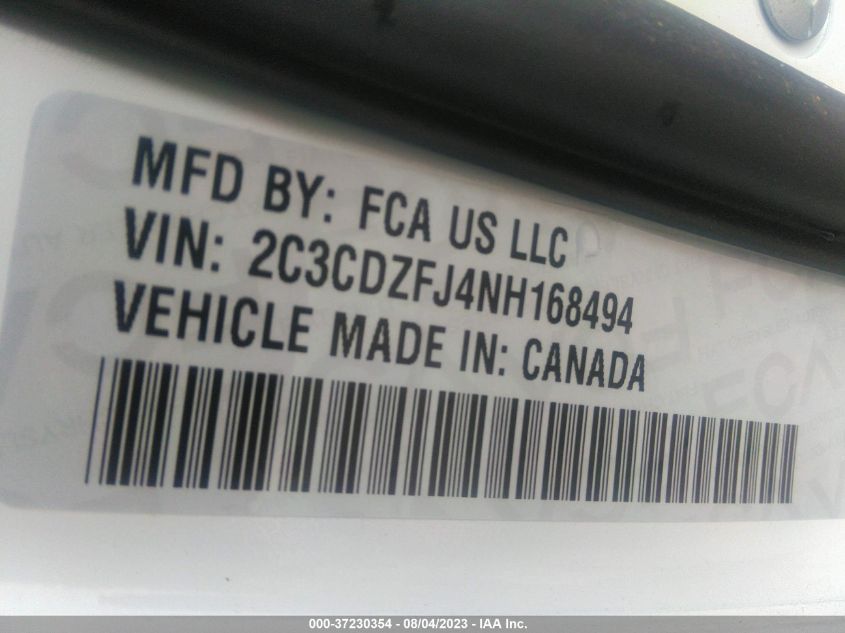 MFD BY: FCA US LLC
VIN: 2C3CDZFJ4NH168494
VEHICLE MADE IN: CANADA
000-37230354 - 08/04/2023 - IAA Inc.